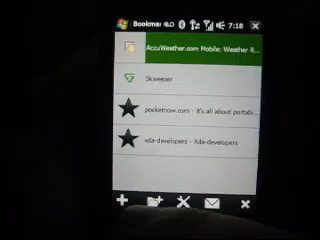 Bookmar 7:18
AccuWeather.com Mobile: Weather R...
Skweezer
pocketnow.com - it's all about portab...
xda-developers - Xda-developers